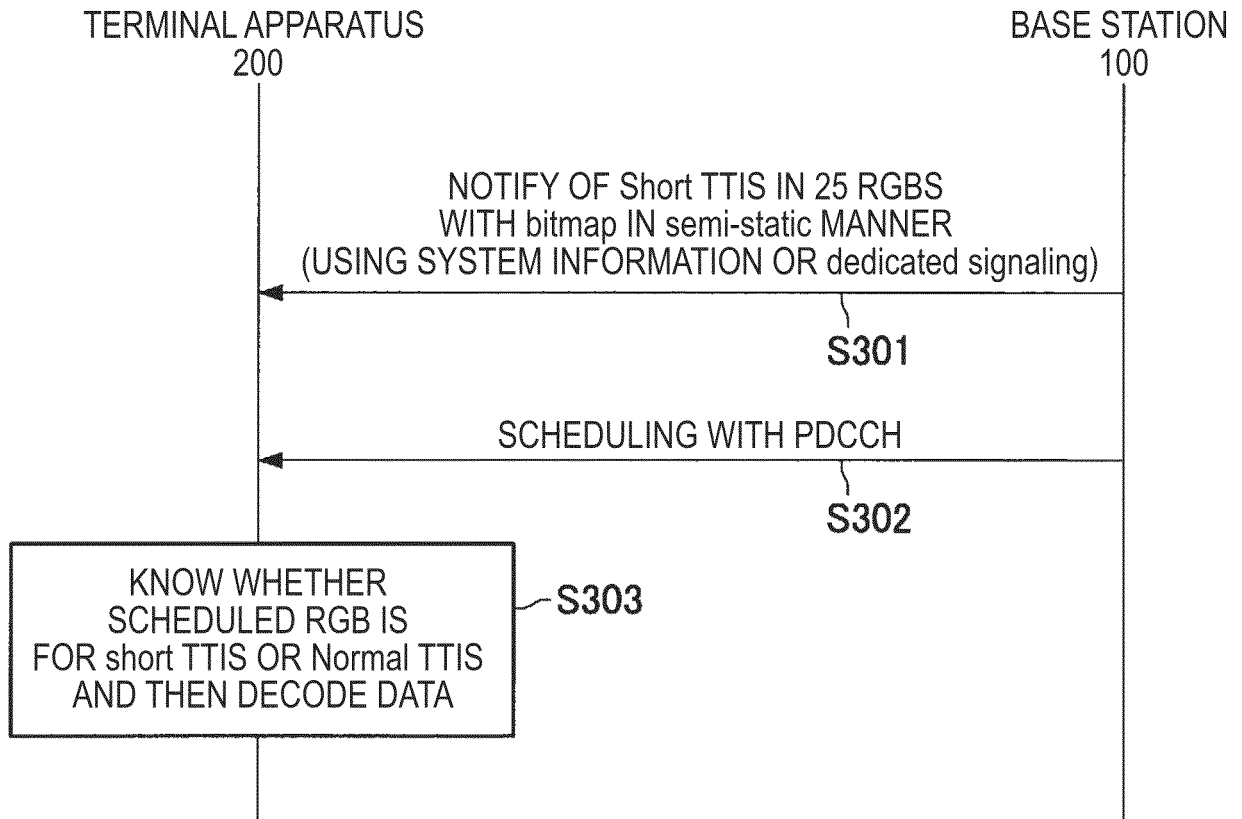 TERMINAL APPARATUS
200
BASE STATION
100
NOTIFY OF Short TTIS IN 25 RGBS
WITH bitmap IN semi-static MANNER
(USING SYSTEM INFORMATION OR dedicated signaling)
S301
SCHEDULING WITH PDCCH
S302
KNOW WHETHER
SCHEDULED RGB IS
FOR short TTIS OR Normal TTIS
AND THEN DECODE DATA
S303